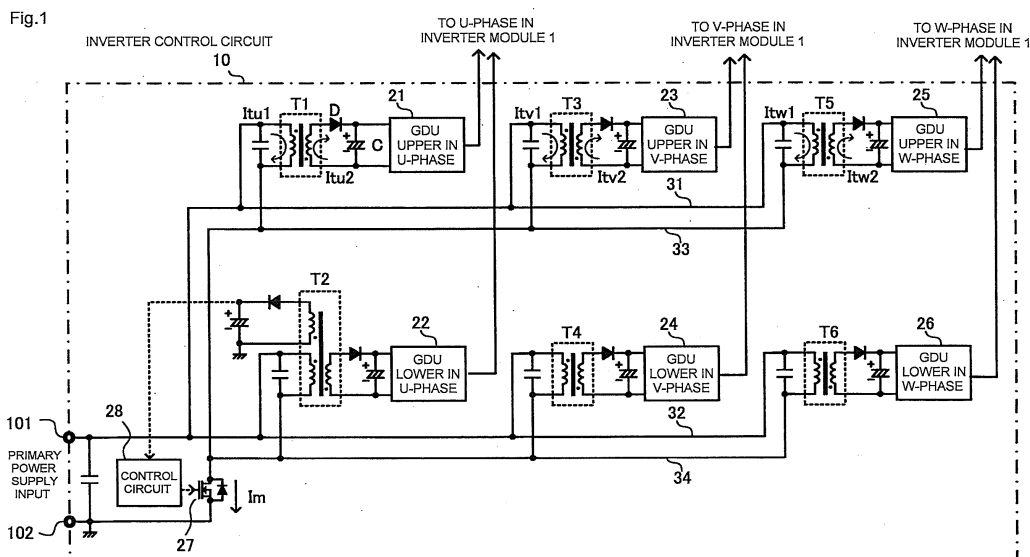 Fig.1
INVERTER CONTROL CIRCUIT
10
TO U-PHASE IN
INVERTER MODULE 1
TO V-PHASE IN
INVERTER MODULE 1
TO W-PHASE IN
INVERTER MODULE 1
Itu1
T1
D
+
-
C
Itu2
21
GDU
UPPER IN
U-PHASE
Itv1
T3
+
-
Itv2
23
GDU
UPPER IN
V-PHASE
Itw1
T5
+
-
Itw2
25
GDU
UPPER IN
W-PHASE
31
33
T2
+
-
+
-
22
GDU
LOWER IN
U-PHASE
T4
+
-
24
GDU
LOWER IN
V-PHASE
T6
+
-
26
GDU
LOWER IN
W-PHASE
32
34
101
PRIMARY
POWER
SUPPLY
INPUT
102
28
CONTROL
CIRCUIT
27
Im